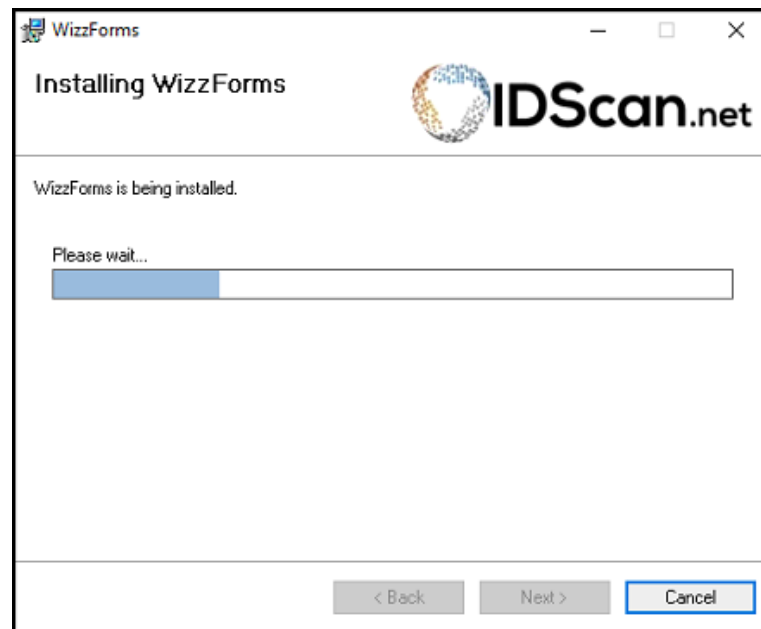 WizzForms
Installing WizzForms
IDScan.net
WizzForms is being installed.
Please wait...
< Back
Next >
Cancel